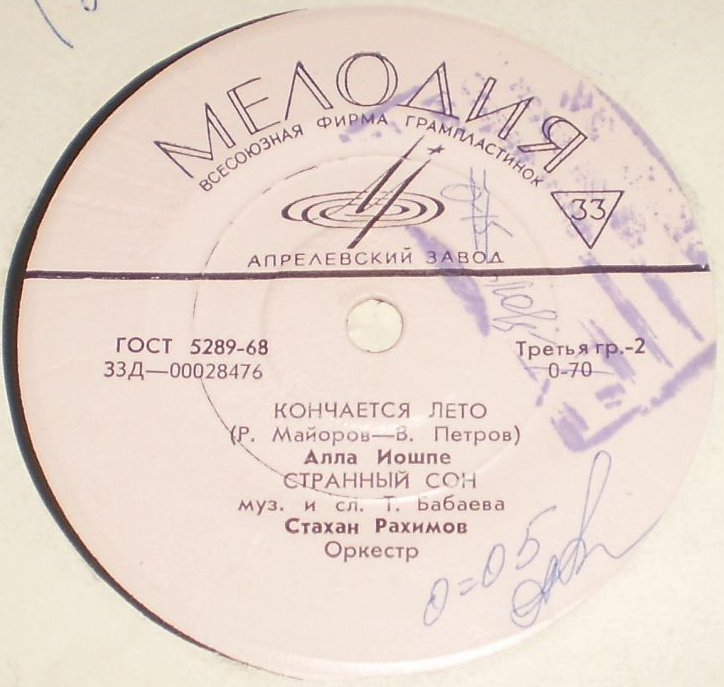 МЕЛОДИЯ
ВСЕСОЮЗНАЯ ФИРМА ГРАМПЛАСТИНОК
33
АПРЕЛЕВСКИЙ ЗАВОД
ГОСТ 5289-68
33Д—00028476
Третья гр.-2
0-70
КОНЧАЕТСЯ ЛЕТО
(Р. Майоров—В. Петров)
Алла Иошпе
СТРАННЫЙ СОН
муз. и сл. Т. Бабаева
Стахан Рахимов
Оркестр
0=05